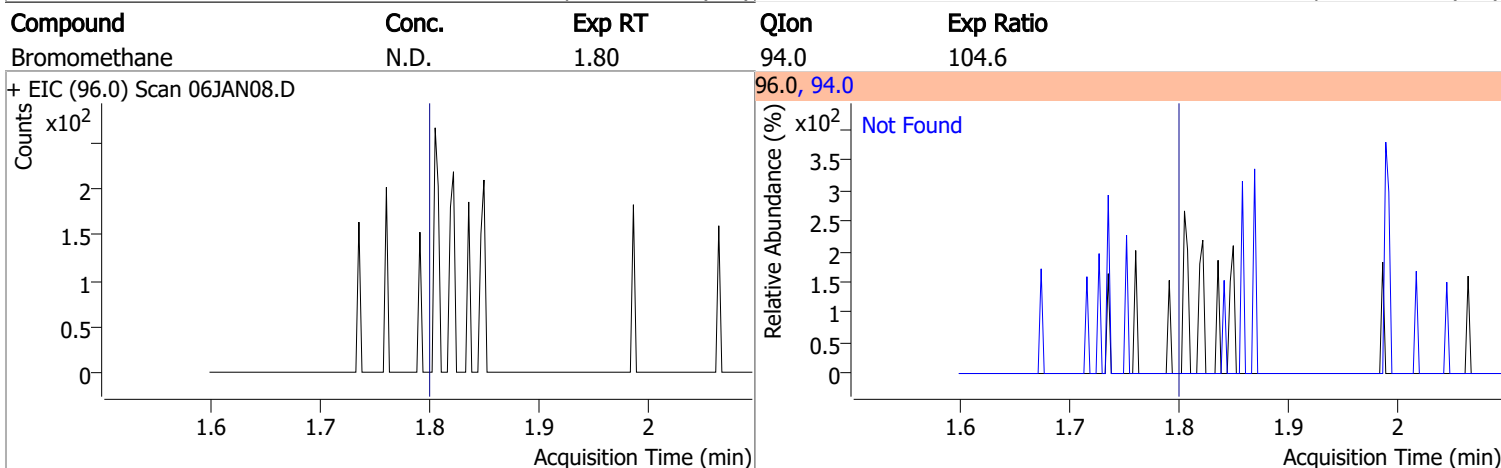 Compound Conc. Exp RT QIon Exp Ratio
Bromomethane N.D. 1.80 94.0 104.6
+ EIC (96.0) Scan 06JAN08.D
Counts
x10²
2
1.5
1
0.5
0
1.6 1.7 1.8 1.9 2
Acquisition Time (min)
96.0, 94.0
Relative Abundance (%)
x10²
Not Found
3.5
3
2.5
2
1.5
1
0.5
0
1.6 1.7 1.8 1.9 2
Acquisition Time (min)